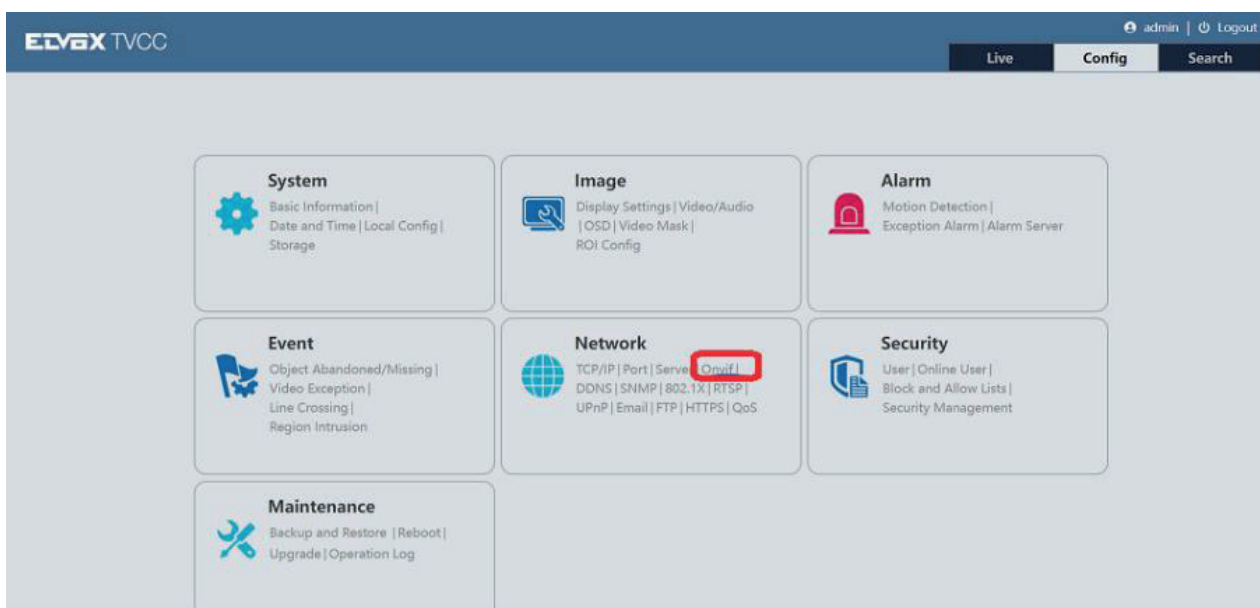 ELVOX TVCC
admin | Logout
Live Config Search
System
Basic Information |
Date and Time | Local Config |
Storage
Image
Display Settings | Video/Audio
| OSD | Video Mask |
ROI Config
Alarm
Motion Detection |
Exception Alarm | Alarm Server
Event
Object Abandoned/Missing |
Video Exception |
Line Crossing |
Region Intrusion
Network
TCP/IP | Port | Server | Onvif |
DDNS | SNMP | 802.1X | RTSP |
UPnP | Email | FTP | HTTPS | QoS
Security
User | Online User |
Block and Allow Lists |
Security Management
Maintenance
Backup and Restore | Reboot |
Upgrade | Operation Log